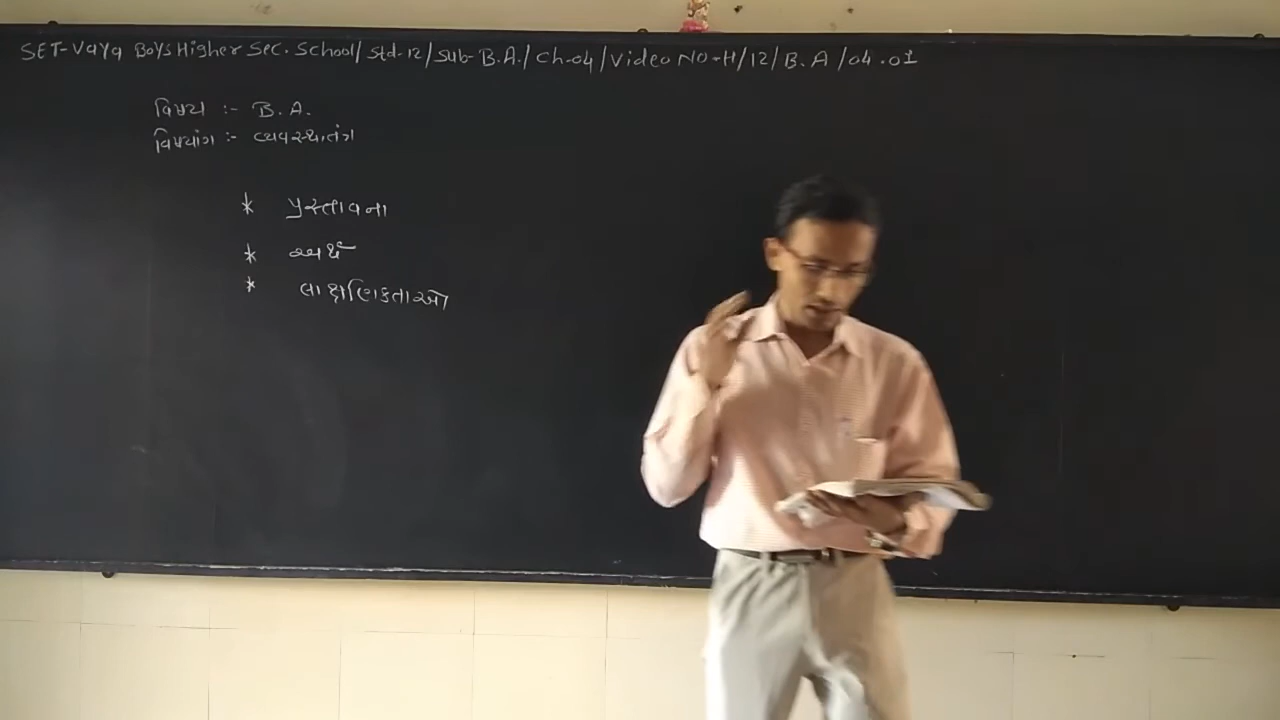 SET-Vaya Boys Higher Sec. School/ Std-12/ Sub- B.A./ Ch-04/ Video NO-H/12/ B.A /04.01
વિષય :- B.A.
વિષયાંગ :- વ્યવસ્થાતંત્ર
* પ્રસ્તાવના
* અર્થ
* લાક્ષણિકતાઓ